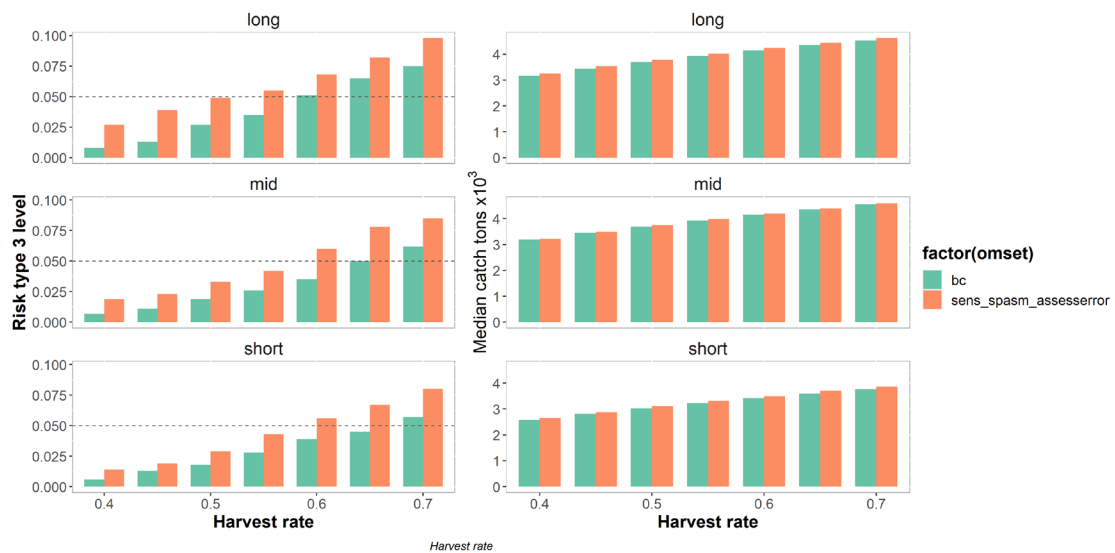 long
0.100
0.075
0.050
0.025
0.000
mid
0.100
0.075
0.050
0.025
0.000
short
0.100
0.075
0.050
0.025
0.000
0.4 0.5 0.6 0.7
Harvest rate
Risk type 3 level
long
4
3
2
1
0
mid
4
3
2
1
0
short
4
3
2
1
0
0.4 0.5 0.6 0.7
Harvest rate
Median catch tons x10³
factor(omset)
bc
sens_spasm_assesserror
Harvest rate